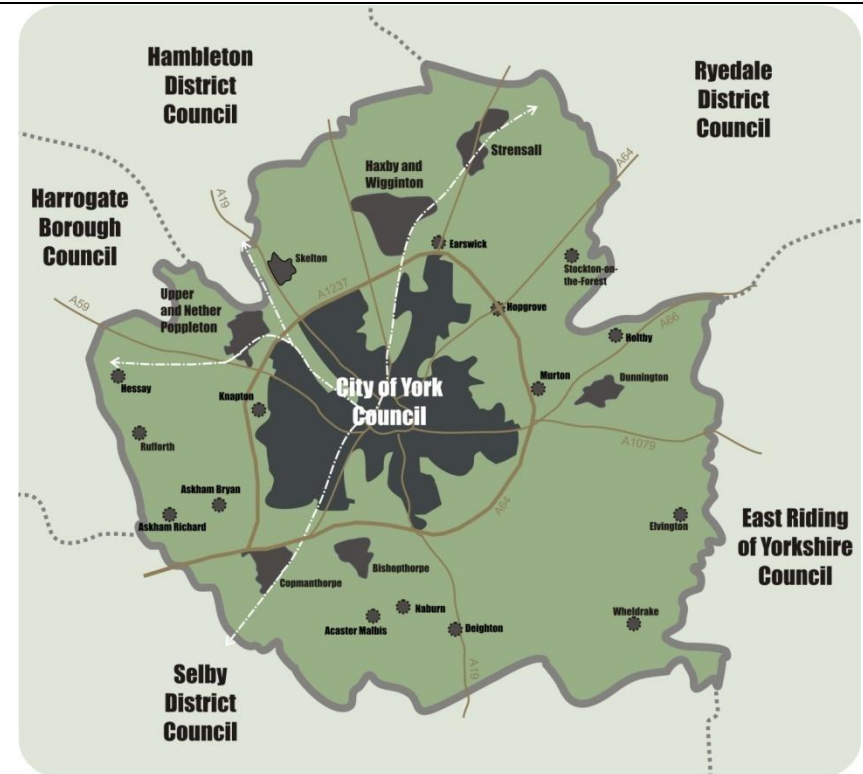 Hambleton
District
Council
Ryedale
District
Council
Strensall
Haxby and
Wigginton
A64
A19
Harrogate
Borough
Council
Earswick
Skelton
Stockton-on-
the-Forest
A1237
Upper
and Nether
Poppleton
A59
Hopgrove
A66
Holtby
Hessay
City of York
Council
Murton
Dunnington
Knapton
Rufforth
A1079
Askham Bryan
Askham Richard
A64
Elvington
East Riding
of Yorkshire
Council
Bishopthorpe
Copmanthorpe
Naburn
Acaster Malbis
Deighton
Wheldrake
A19
Selby
District
Council